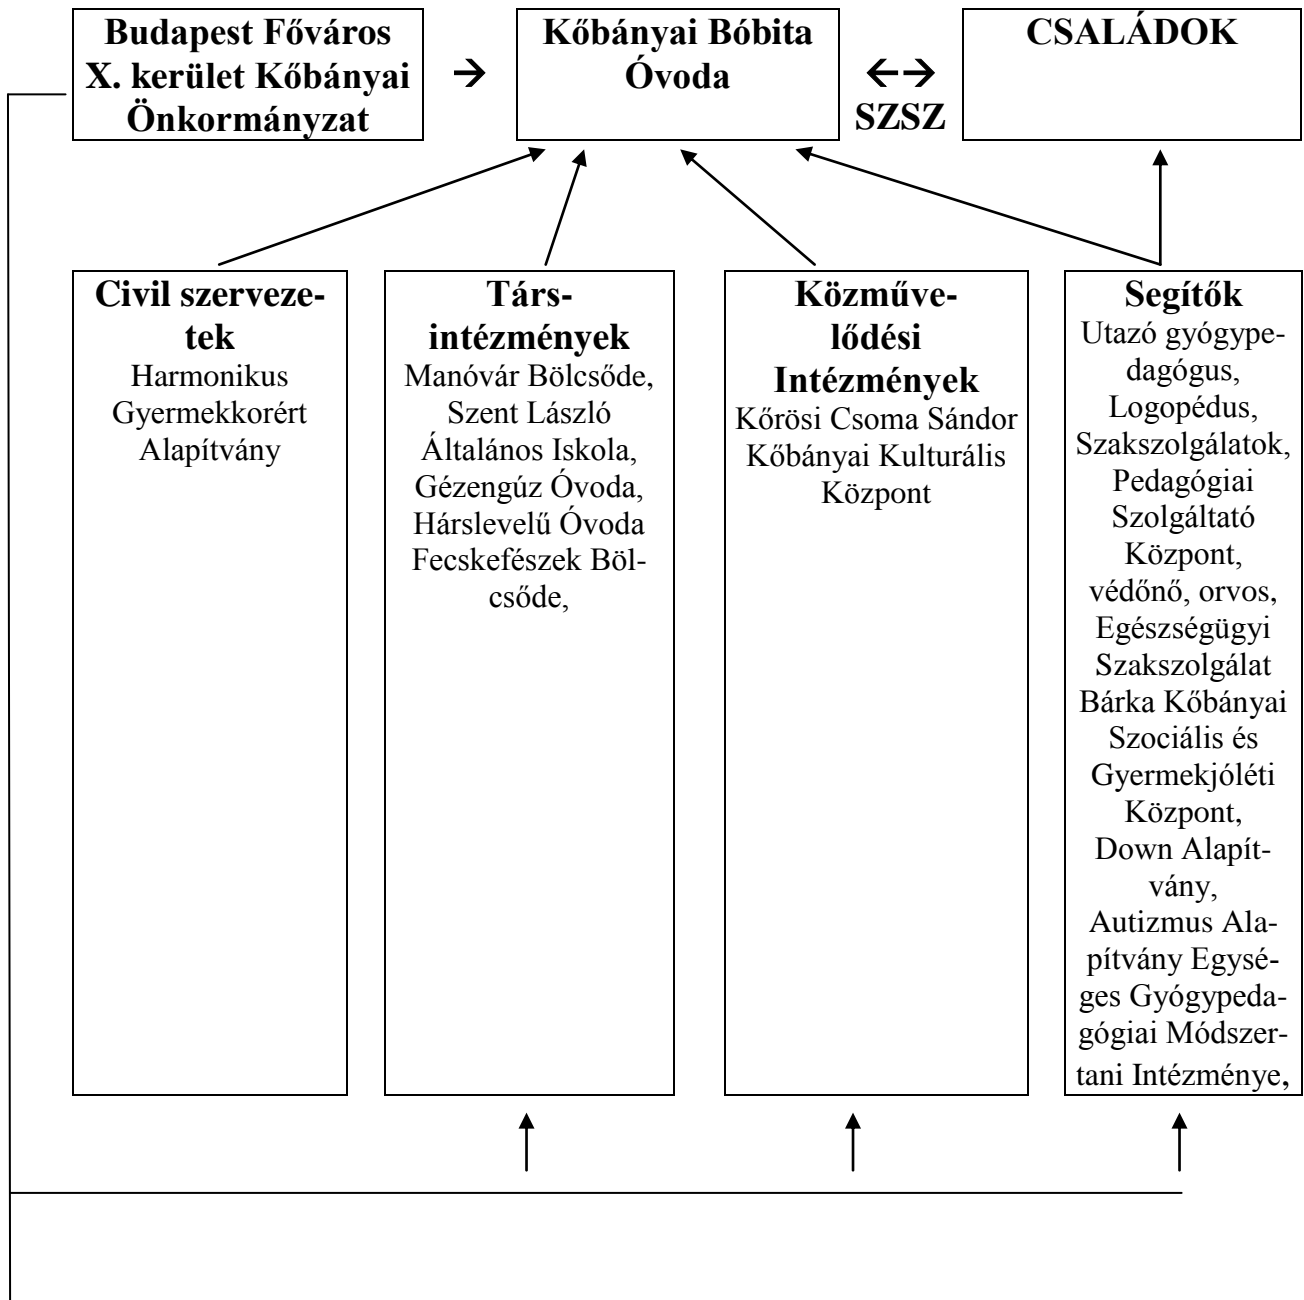 Budapest Főváros
X. kerület Kőbányai
Önkormányzat
→
Kőbányai Bóbita
Óvoda
←→
SZSZ
CSALÁDOK
Civil szerveze-
tek
Harmonikus
Gyermekkorért
Alapítvány
Társ-
intézmények
Manóvár Bölcsőde,
Szent László
Általános Iskola,
Gézengúz Óvoda,
Hárslevelű Óvoda
Fecskefészek Böl-
csőde,
Közműve-
lődési
Intézmények
Kőrösi Csoma Sándor
Kőbányai Kulturális
Központ
Segítők
Utazó gyógype-
dagógus,
Logopédus,
Szakszolgálatok,
Pedagógiai
Szolgáltató
Központ,
védőnő, orvos,
Egészségügyi
Szakszolgálat
Bárka Kőbányai
Szociális és
Gyermekjóléti
Központ,
Down Alapít-
vány,
Autizmus Ala-
pítvány Egysé-
ges Gyógypeda-
gógiai Módszer-
tani Intézménye,